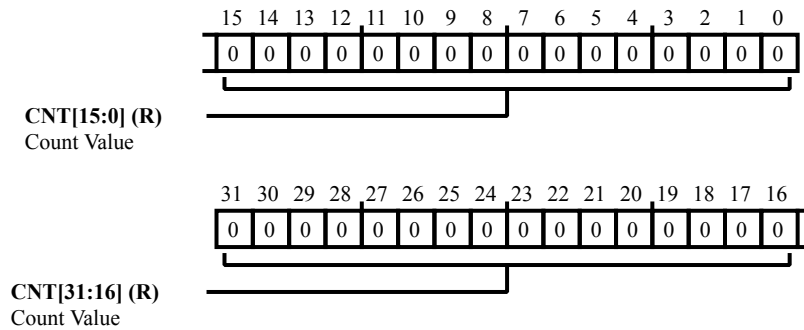 15 14 13 12 11 10 9 8 7 6 5 4 3 2 1 0
0 0 0 0 0 0 0 0 0 0 0 0 0 0 0 0
CNT[15:0] (R)
Count Value
31 30 29 28 27 26 25 24 23 22 21 20 19 18 17 16
0 0 0 0 0 0 0 0 0 0 0 0 0 0 0 0
CNT[31:16] (R)
Count Value